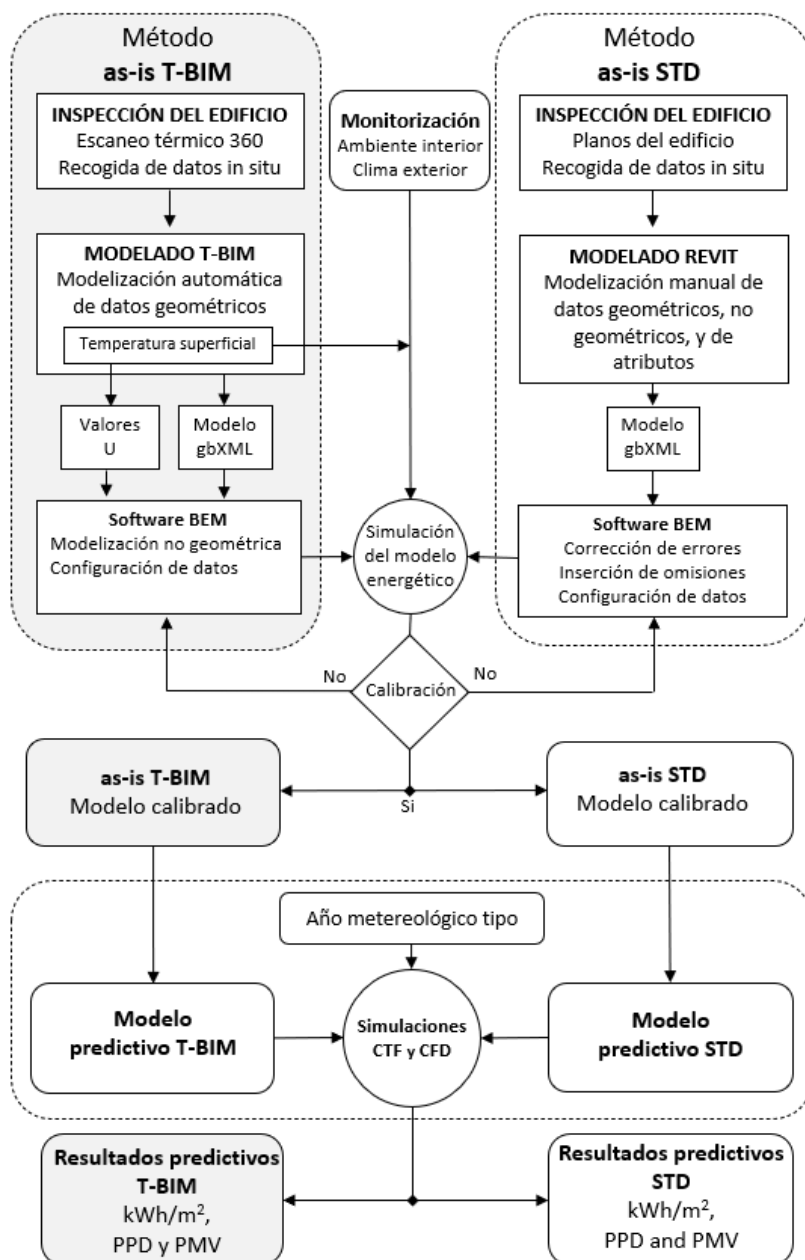 Método
as-is T-BIM
INSPECCIÓN DEL EDIFICIO
Escaneo térmico 360
Recogida de datos in situ
MODELADO T-BIM
Modelización automática
de datos geométricos
Temperatura superficial
Valores
U
Modelo
gbXML
Software BEM
Modelización no geométrica
Configuración de datos
Monitorización
Ambiente interior
Clima exterior
Método
as-is STD
INSPECCIÓN DEL EDIFICIO
Planos del edificio
Recogida de datos in situ
MODELADO REVIT
Modelización manual de
datos geométricos, no
geométricos, y de
atributos
Modelo
gbXML
Software BEM
Corrección de errores
Inserción de omisiones
Configuración de datos
Simulación
del modelo
energético
No
Calibración
No
Si
as-is T-BIM
Modelo calibrado
as-is STD
Modelo calibrado
Año metereológico tipo
Modelo
predictivo T-BIM
Simulaciones
CTF y CFD
Modelo
predictivo STD
Resultados predictivos
T-BIM
kWh/m²,
PPD y PMV
Resultados predictivos
STD
kWh/m²,
PPD and PMV